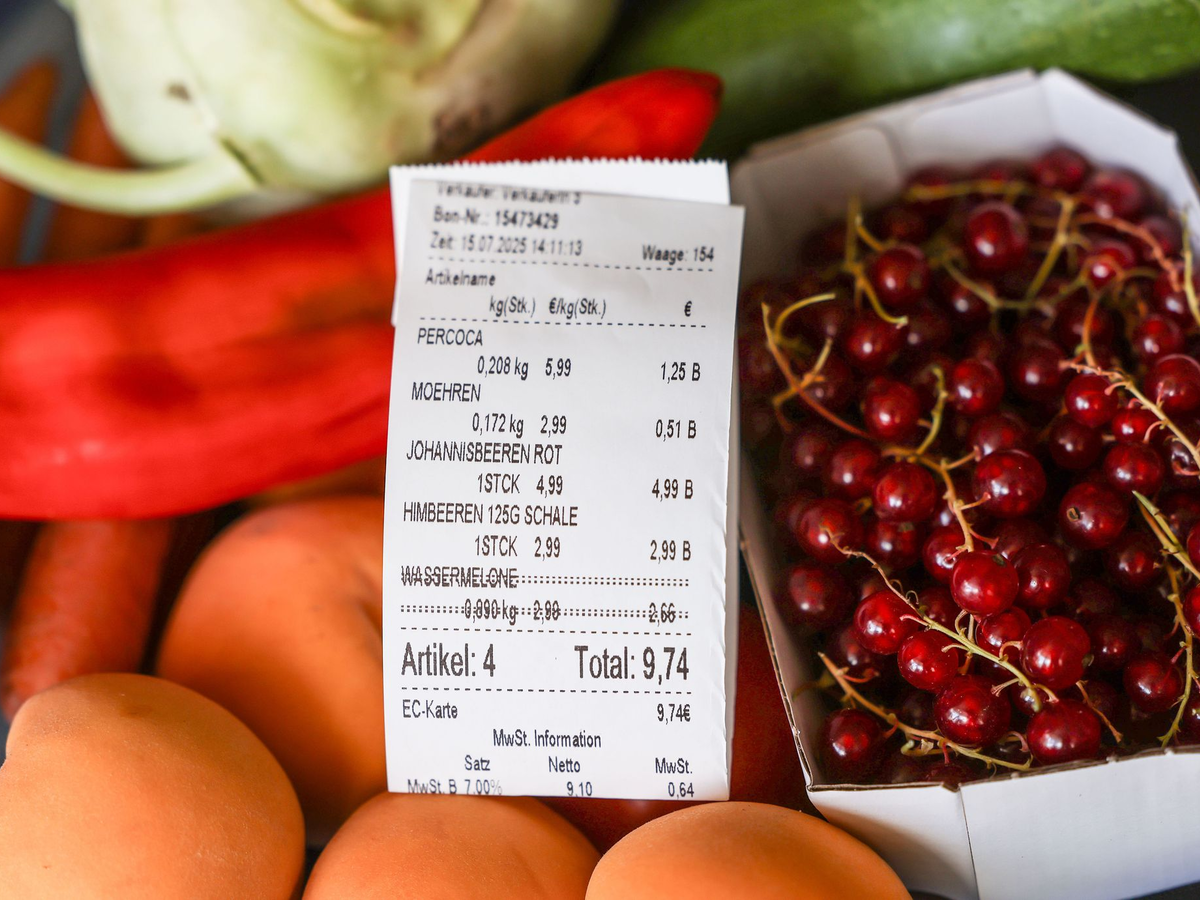 Verkäufer: Verkäuferin 3
Bon-Nr.: 15473429
Zeit: 15.07.2025 14:11:13 Waage: 154
Artikelname
kg(Stk.) €/kg(Stk.) €
PERCOCA
0,208 kg 5,99 1,25 B
MOEHREN
0,172 kg 2,99 0,51 B
JOHANNISBEEREN ROT
1STCK 4,99 4,99 B
HIMBEEREN 125G SCHALE
1STCK 2,99 2,99 B
WASSERMELONE
0,890 kg 2,99 2,66
Artikel: 4 Total: 9,74
EC-Karte 9,74€
MwSt. Information
Satz Netto MwSt.
MwSt. B 7.00% 9,10 0,64